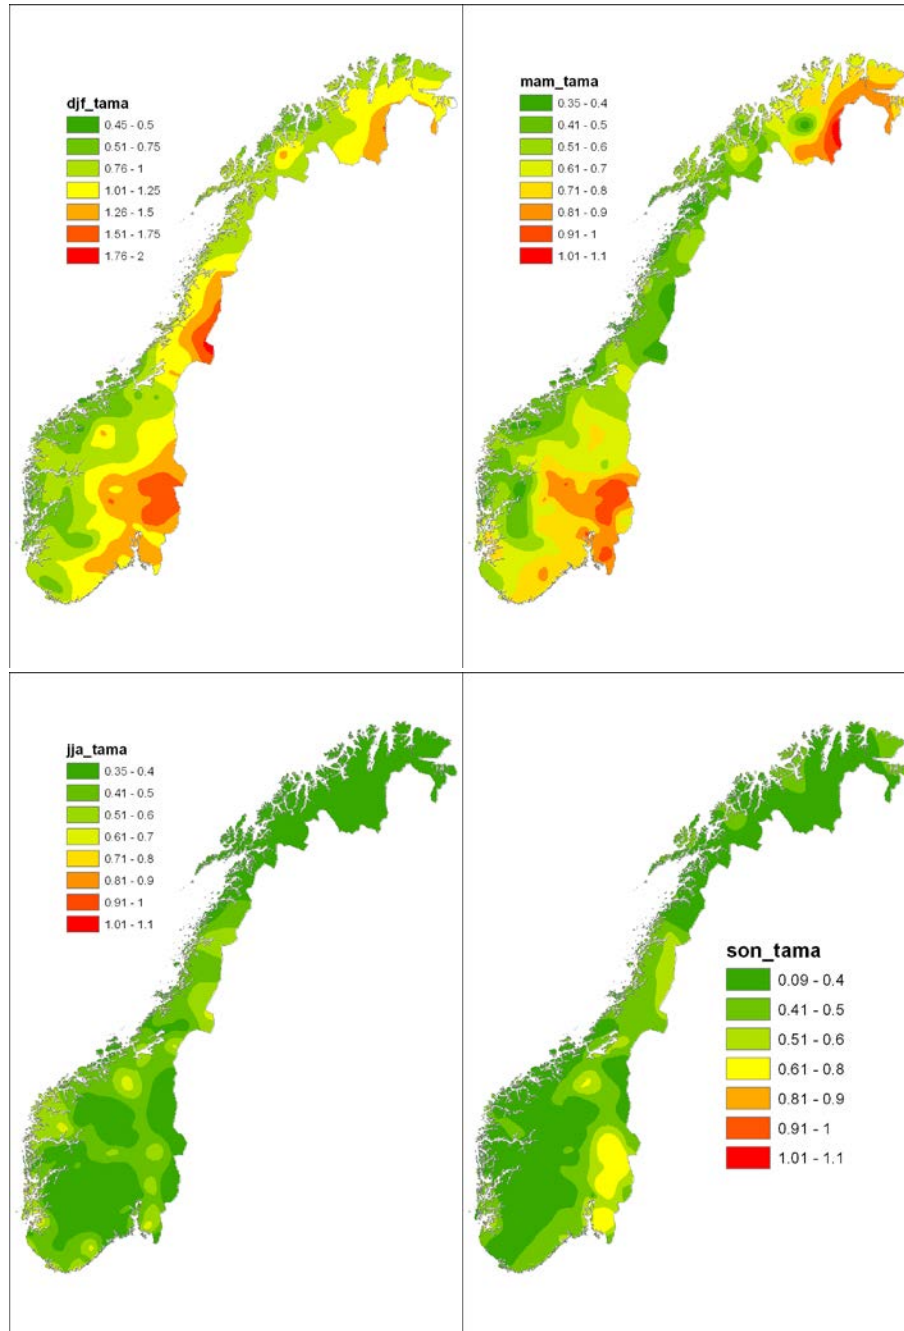 djf_tama
0.45 - 0.5
0.51 - 0.75
0.76 - 1
1.01 - 1.25
1.26 - 1.5
1.51 - 1.75
1.76 - 2
mam_tama
0.35 - 0.4
0.41 - 0.5
0.51 - 0.6
0.61 - 0.7
0.71 - 0.8
0.81 - 0.9
0.91 - 1
1.01 - 1.1
jja_tama
0.35 - 0.4
0.41 - 0.5
0.51 - 0.6
0.61 - 0.7
0.71 - 0.8
0.81 - 0.9
0.91 - 1
1.01 - 1.1
son_tama
0.09 - 0.4
0.41 - 0.5
0.51 - 0.6
0.61 - 0.8
0.81 - 0.9
0.91 - 1
1.01 - 1.1